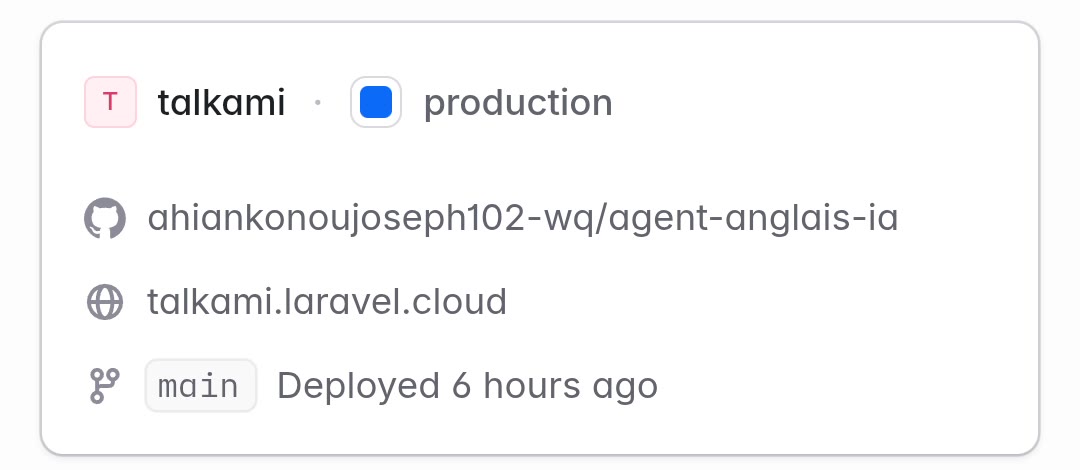 T talkami · production
ahiankonoujoseph102-wq/agent-anglais-ia
talkami.laravel.cloud
main Deployed 6 hours ago